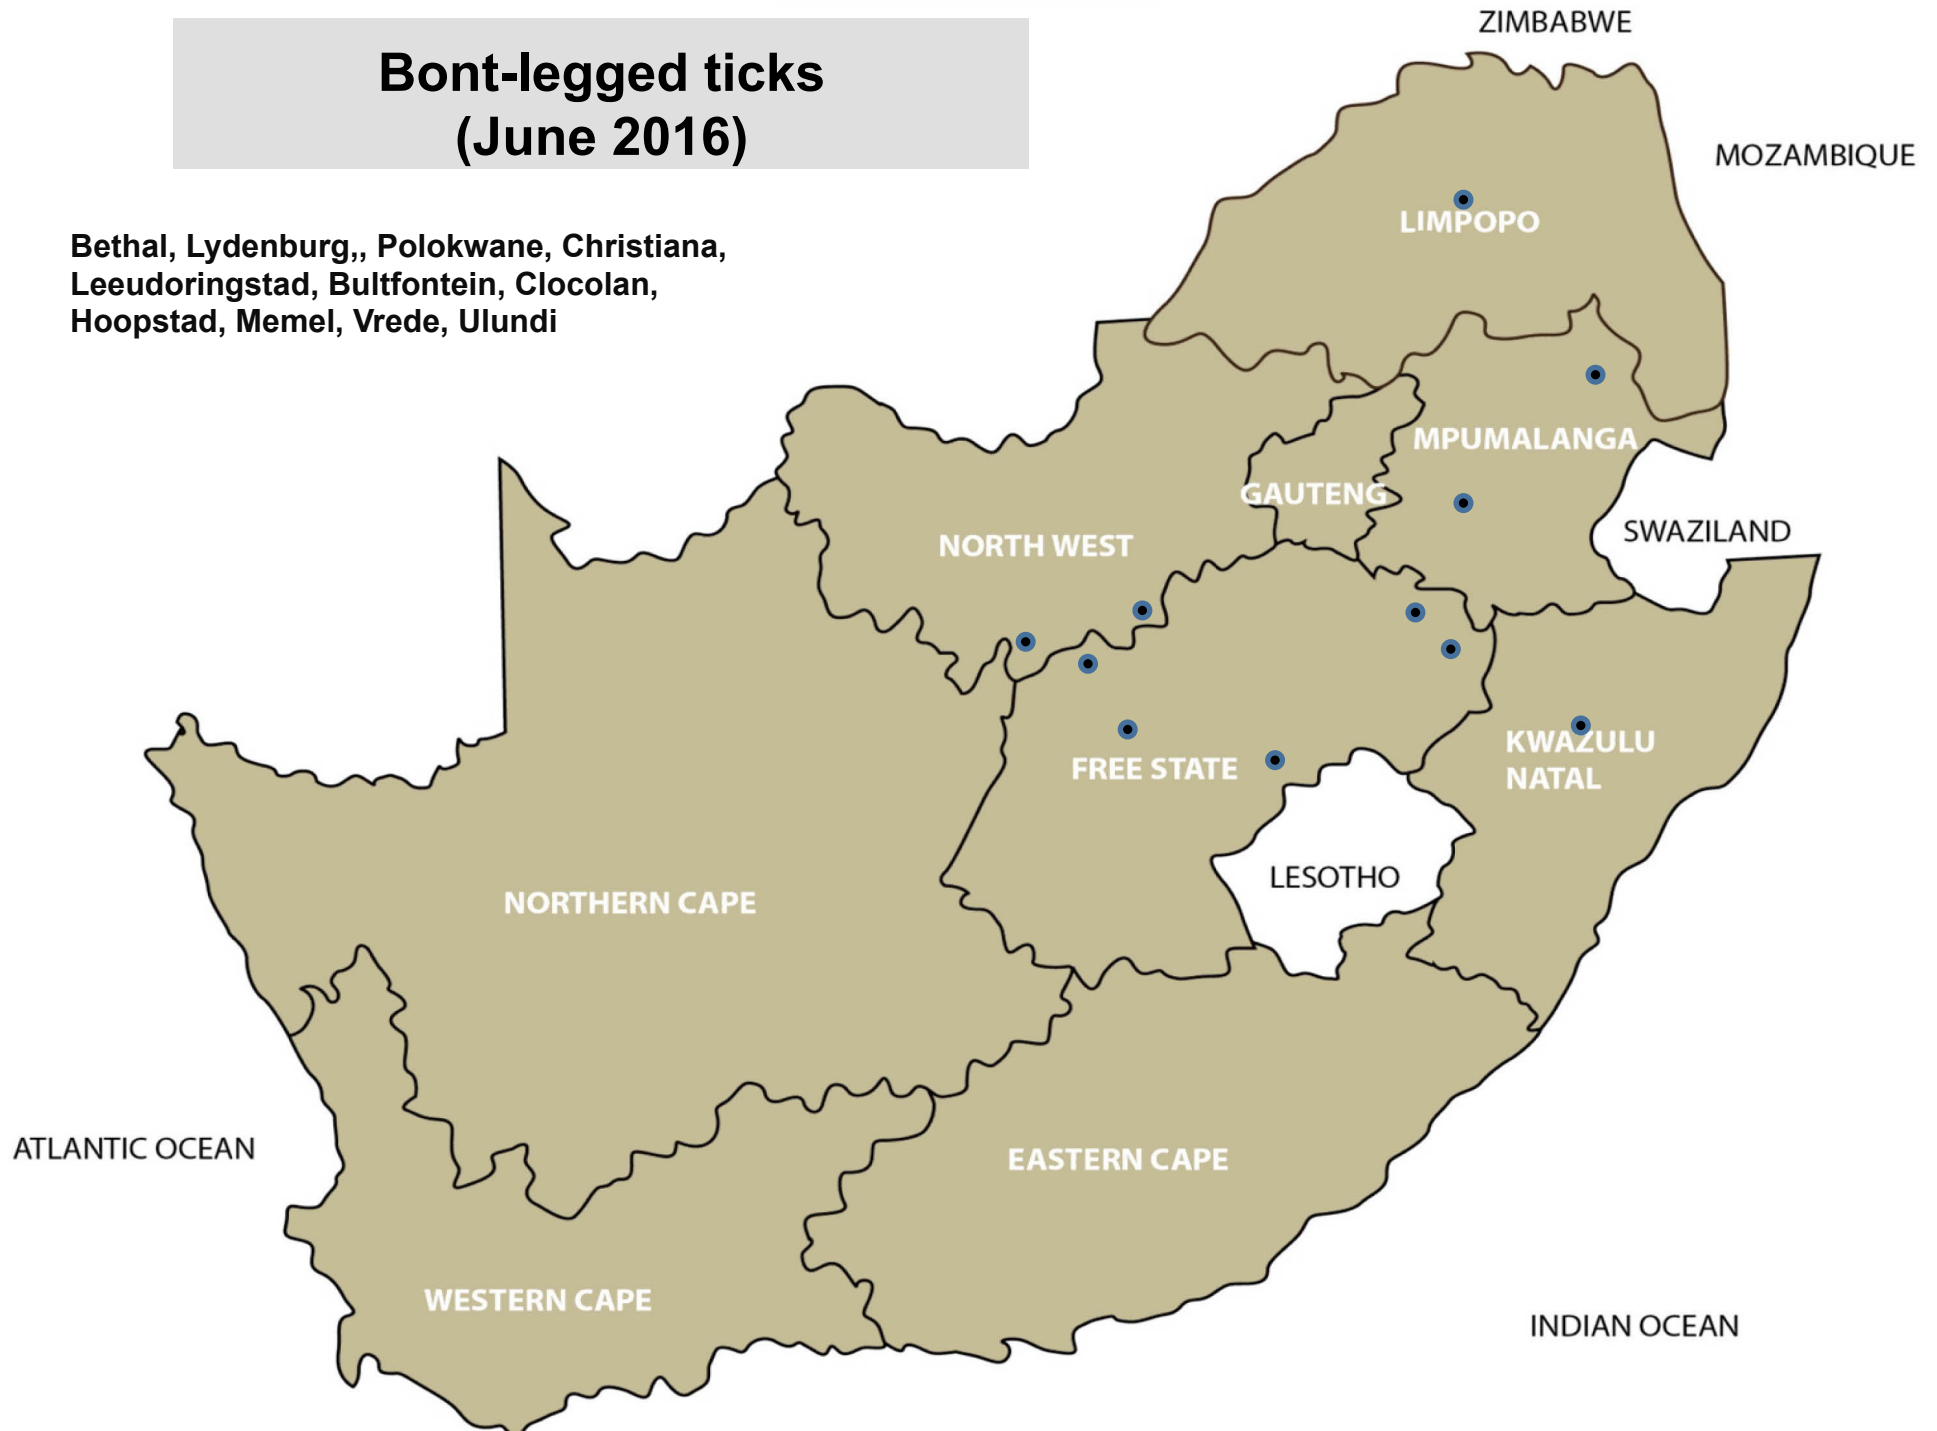 Bont-legged ticks
(June 2016)
Bethal, Lydenburg,, Polokwane, Christiana,
Leeudoringstad, Bultfontein, Clocolan,
Hoopstad, Memel, Vrede, Ulundi
ZIMBABWE
MOZAMBIQUE
LIMPOPO
MPUMALANGA
GAUTENG
SWAZILAND
NORTH WEST
KWAZULU
NATAL
FREE STATE
LESOTHO
NORTHERN CAPE
ATLANTIC OCEAN
EASTERN CAPE
WESTERN CAPE
INDIAN OCEAN